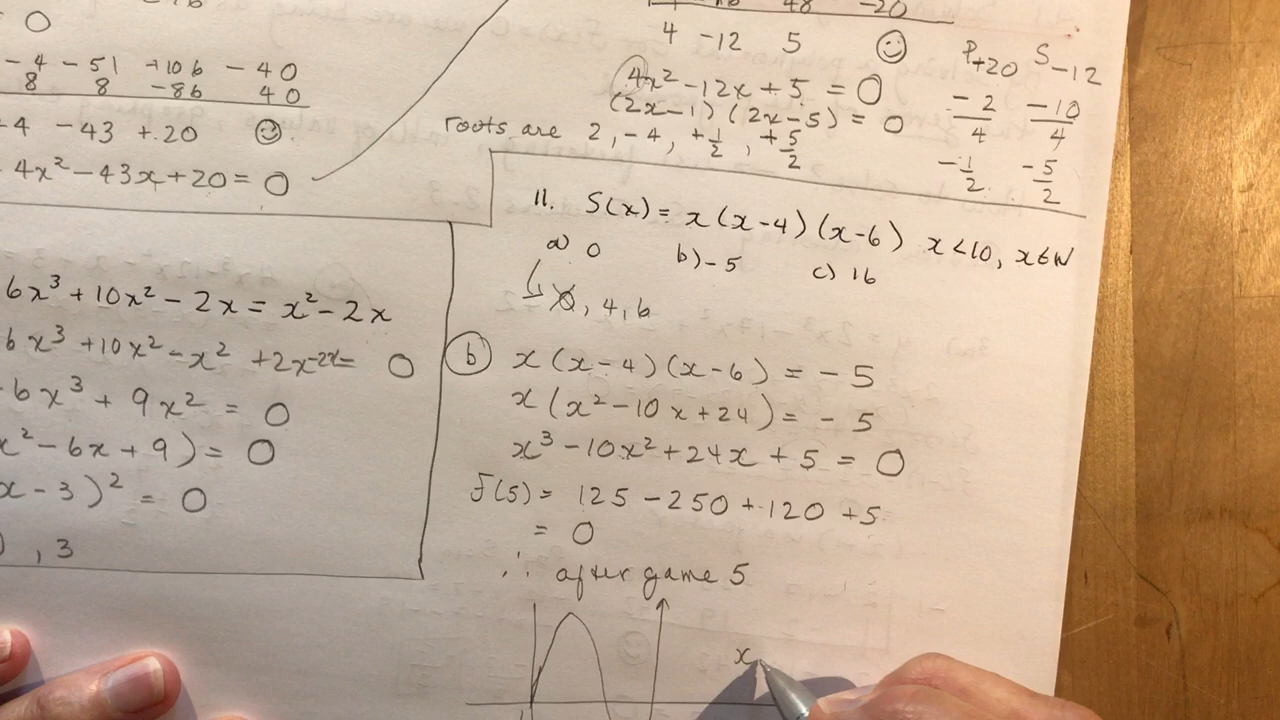 0
- 4 - 51 + 106 - 40
8 8 - 86 40
4 - 43 + 20
4x² - 43x + 20 = 0
48 -20
4 -12 5
4x² - 12x + 5 = 0
(2x-1) (2x-5) = 0
roots are 2, -4, +1/2, +5/2
P+20 S-12
-2/4 -10/4
-1/2 -5/2
6x³ + 10x² - 2x = x² - 2x
6x³ + 10x² - x² + 2x - 2x = 0
6x³ + 9x² = 0
x² - 6x + 9) = 0
x - 3)² = 0
, 3
11. S(x) = x(x-4)(x-6) x<10, x∈W
a) 0 b) -5 c) 16
0, 4, 6
b x(x-4)(x-6) = -5
x(x²-10x+24) = -5
x³ - 10x² + 24x + 5 = 0
f(5) = 125 - 250 + 120 + 5
= 0
∴ after game 5
x